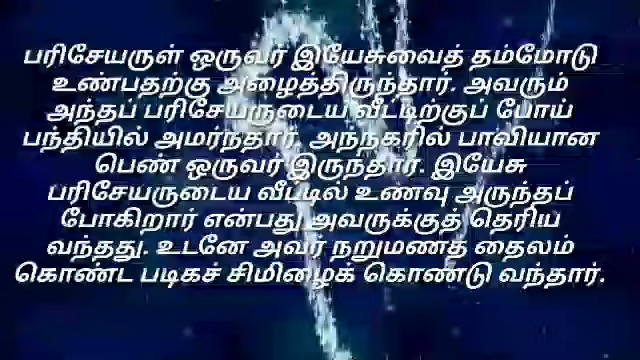 பரிசேயருள் ஒருவர் இயேசுவைத் தம்மோடு
உண்பதற்கு அழைத்திருந்தார். அவரும்
அந்தப் பரிசேயருடைய வீட்டிற்குப் போய்
பந்தியில் அமர்ந்தார். அந்நகரில் பாவியான
பெண் ஒருவர் இருந்தார். இயேசு
பரிசேயருடைய வீட்டில் உணவு அருந்தப்
போகிறார் என்பது அவருக்குத் தெரிய
வந்தது. உடனே அவர் நறுமணத் தைலம்
கொண்ட படிகச் சிமிழைக் கொண்டு வந்தார்.